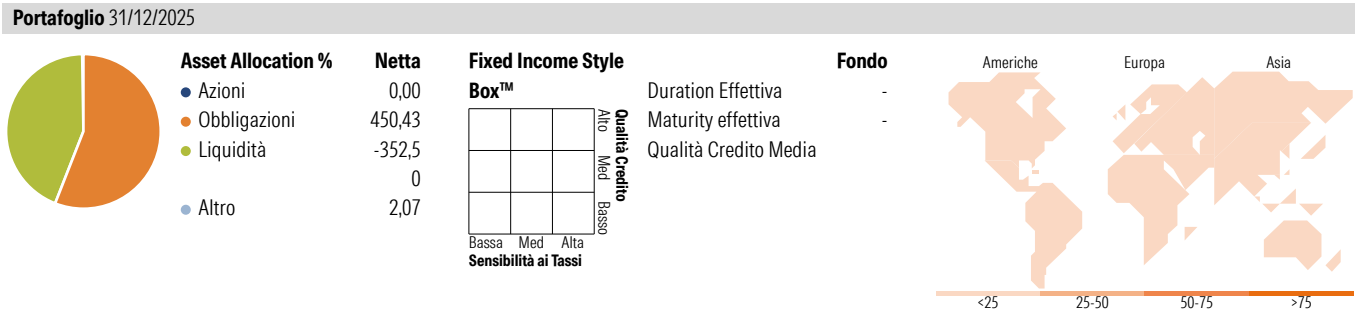 Portafoglio 31/12/2025
Asset Allocation % Netta
Azioni 0,00
Obbligazioni 450,43
Liquidità -352,5
0
Altro 2,07
Fixed Income Style
Box™
Alto Med Basso
Qualità Credito
Bassa Med Alta
Sensibilità ai Tassi
Fondo
Duration Effettiva -
Maturity effettiva -
Qualità Credito Media
Americhe Europa Asia
<25 25-50 50-75 >75